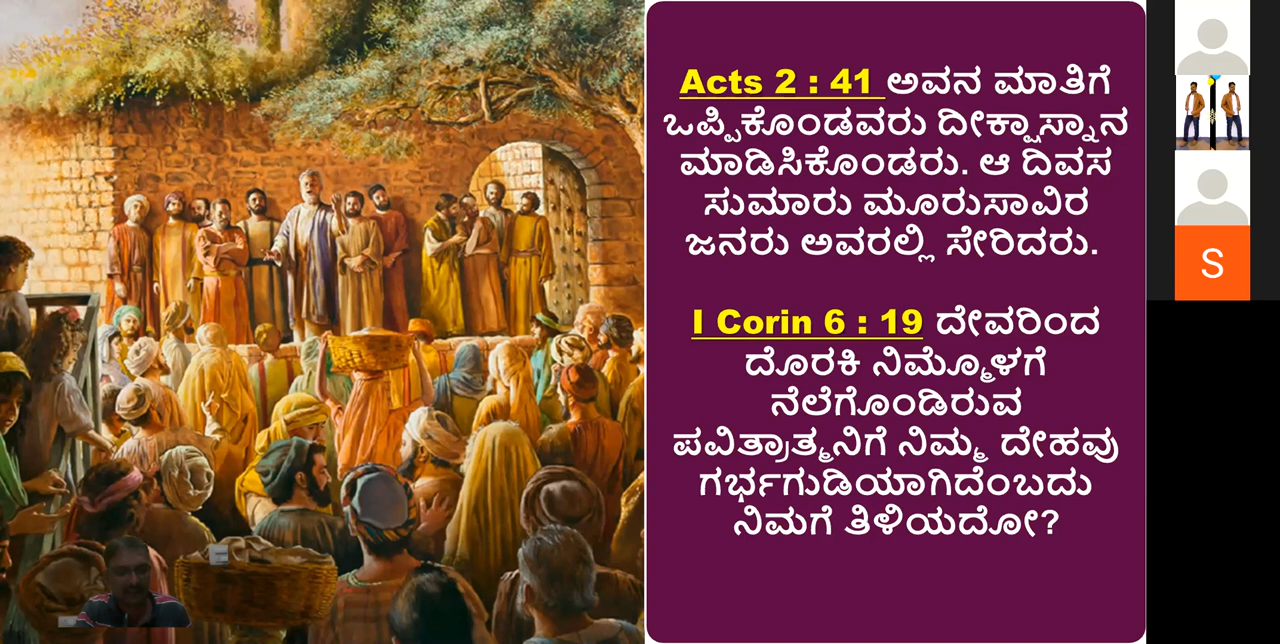 Acts 2 : 41 ಅವನ ಮಾತಿಗೆ
ಒಪ್ಪಿಕೊಂಡವರು ದೀಕ್ಷಾಸ್ನಾನ
ಮಾಡಿಸಿಕೊಂಡರು. ಆ ದಿವಸ
ಸುಮಾರು ಮೂರುಸಾವಿರ
ಜನರು ಅವರಲ್ಲಿ ಸೇರಿದರು.
I Corin 6 : 19 ದೇವರಿಂದ
ದೊರಕಿ ನಿಮ್ಮೊಳಗೆ
ನೆಲೆಗೊಂಡಿರುವ
ಪವಿತ್ರಾತ್ಮನಿಗೆ ನಿಮ್ಮ ದೇಹವು
ಗರ್ಭಗುಡಿಯಾಗಿದೆಂಬದು
ನಿಮಗೆ ತಿಳಿಯದೋ?
S